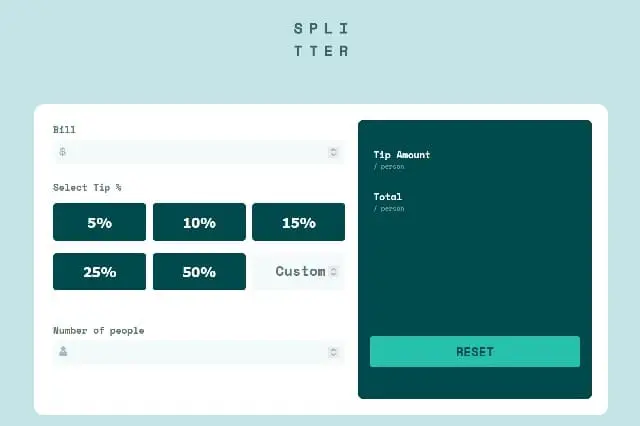 SPLI
TTER
Bill
$
Select Tip %
5% 10% 15%
25% 50% Custom
Number of people
Tip Amount
/ person
Total
/ person
RESET